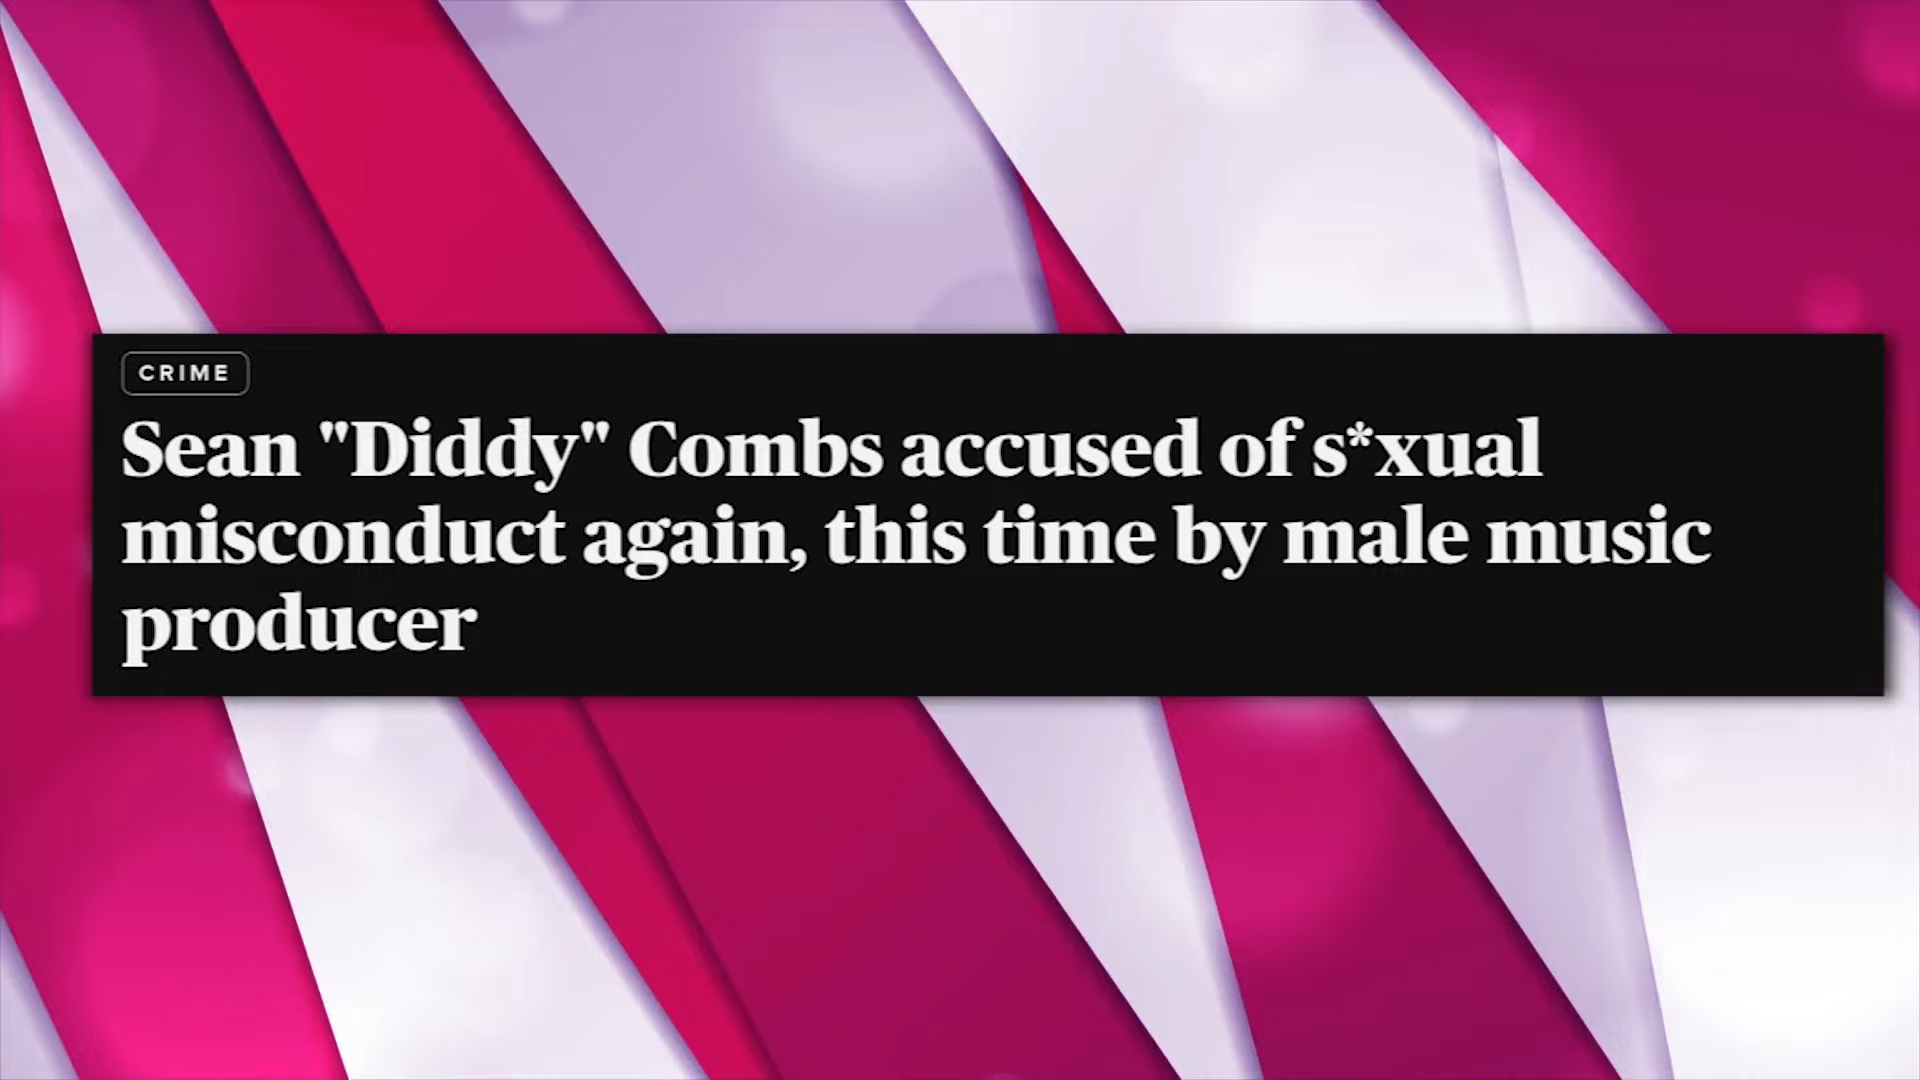 CRIME
Sean "Diddy" Combs accused of s*xual
misconduct again, this time by male music
producer